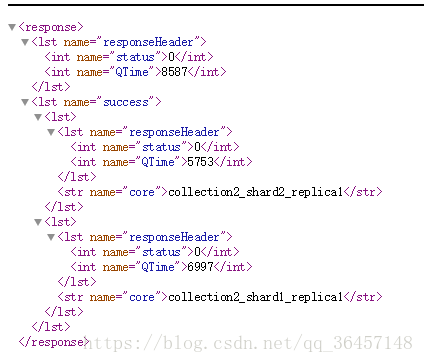 <response>
<lst name="responseHeader">
<int name="status">0</int>
<int name="QTime">8587</int>
</lst>
<lst name="success">
<lst>
<lst name="responseHeader">
<int name="status">0</int>
<int name="QTime">5753</int>
</lst>
<str name="core">collection2_shard2_replica1</str>
</lst>
<lst>
<lst name="responseHeader">
<int name="status">0</int>
<int name="QTime">6997</int>
</lst>
<str name="core">collection2_shard1_replica1</str>
</lst>
</lst>
</response>
https://blog.csdn.net/qq_36457148